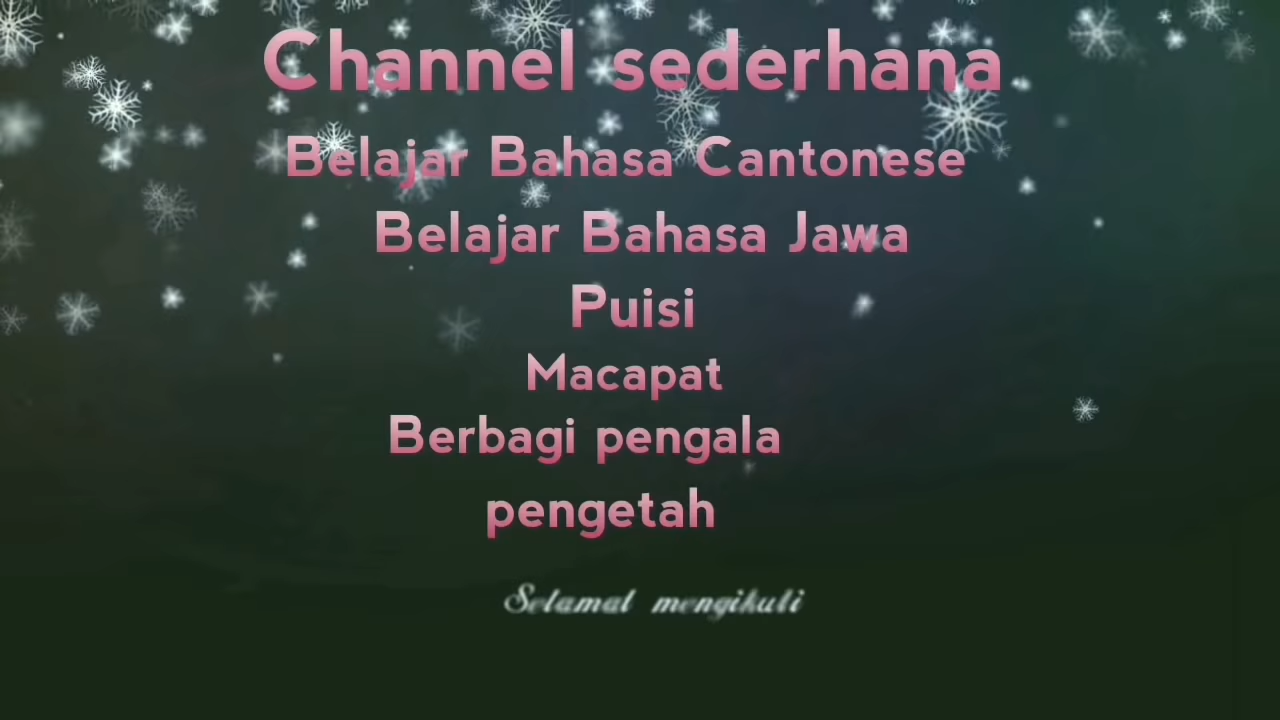 Channel sederhana
Belajar Bahasa Cantonese
Belajar Bahasa Jawa
Puisi
Macapat
Berbagi pengala
pengetah
Selamat mengikuti